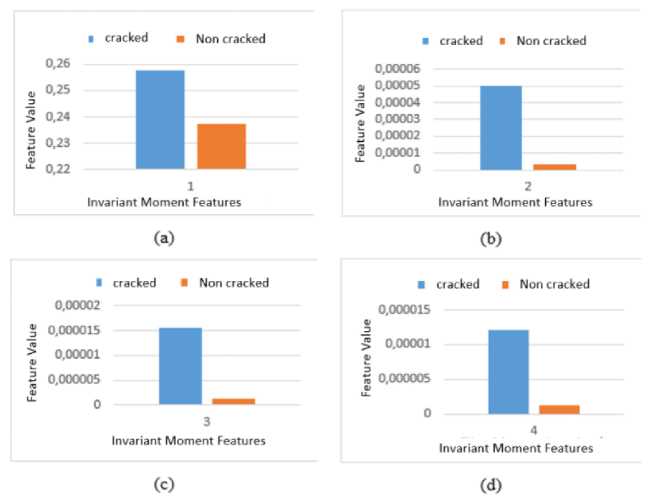 cracked Non cracked
Feature Value
0,26
0,25
0,24
0,23
0,22
1
Invariant Moment Features
(a)
cracked Non cracked
Feature Value
0,00006
0,00005
0,00004
0,00003
0,00002
0,00001
0
2
Invariant Moment Features
(b)
cracked Non cracked
Feature Value
0,00002
0,000015
0,00001
0,000005
0
3
Invariant Moment Features
(c)
cracked Non cracked
Feature Value
0,000015
0,00001
0,000005
0
4
Invariant Moment Features
(d)